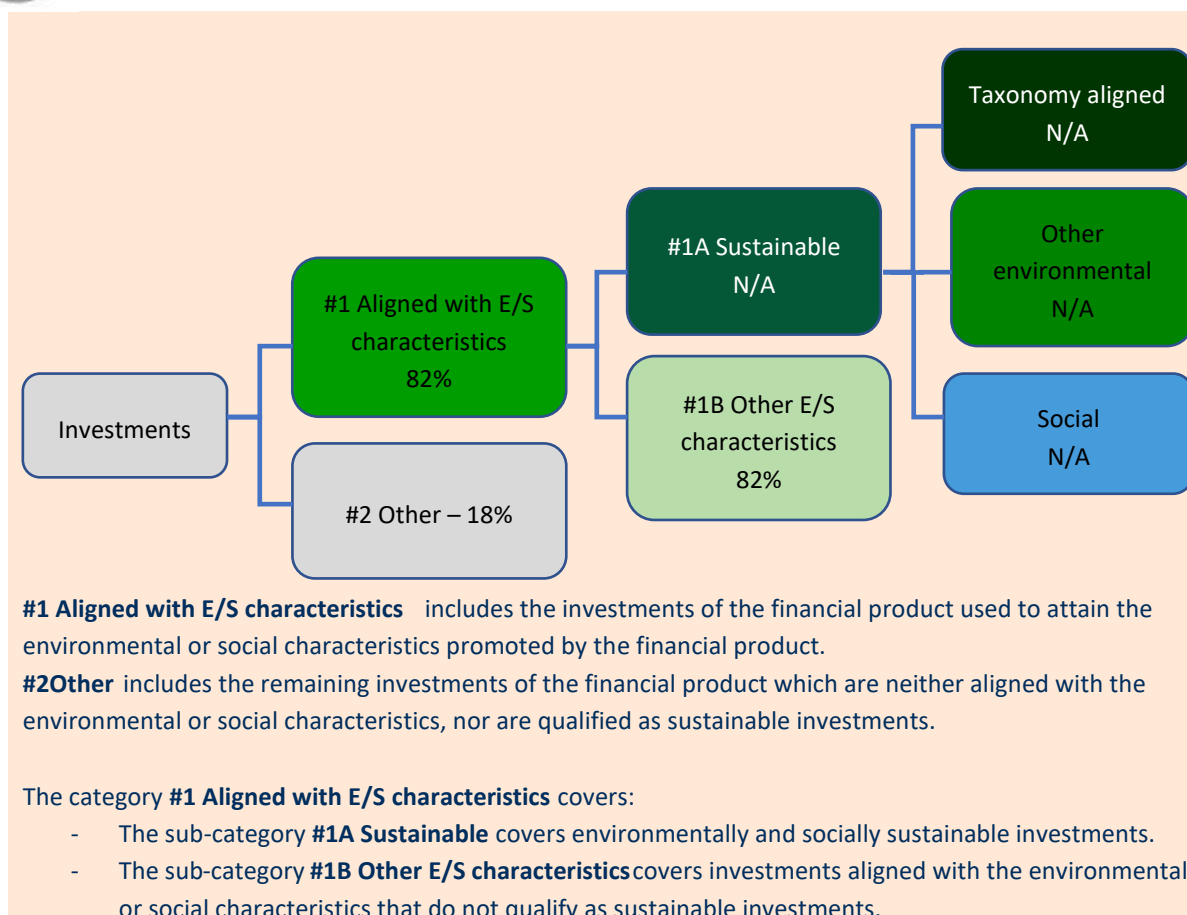 Taxonomy aligned
N/A
#1A Sustainable
N/A
Other
environmental
N/A
#1 Aligned with E/S
characteristics
82%
Investments
#1B Other E/S
characteristics
82%
Social
N/A
#2 Other – 18%
#1 Aligned with E/S characteristics includes the investments of the financial product used to attain the
environmental or social characteristics promoted by the financial product.
#2Other includes the remaining investments of the financial product which are neither aligned with the
environmental or social characteristics, nor are qualified as sustainable investments.
The category #1 Aligned with E/S characteristics covers:
- The sub-category #1A Sustainable covers environmentally and socially sustainable investments.
- The sub-category #1B Other E/S characteristics covers investments aligned with the environmental
or social characteristics that do not qualify as sustainable investments.